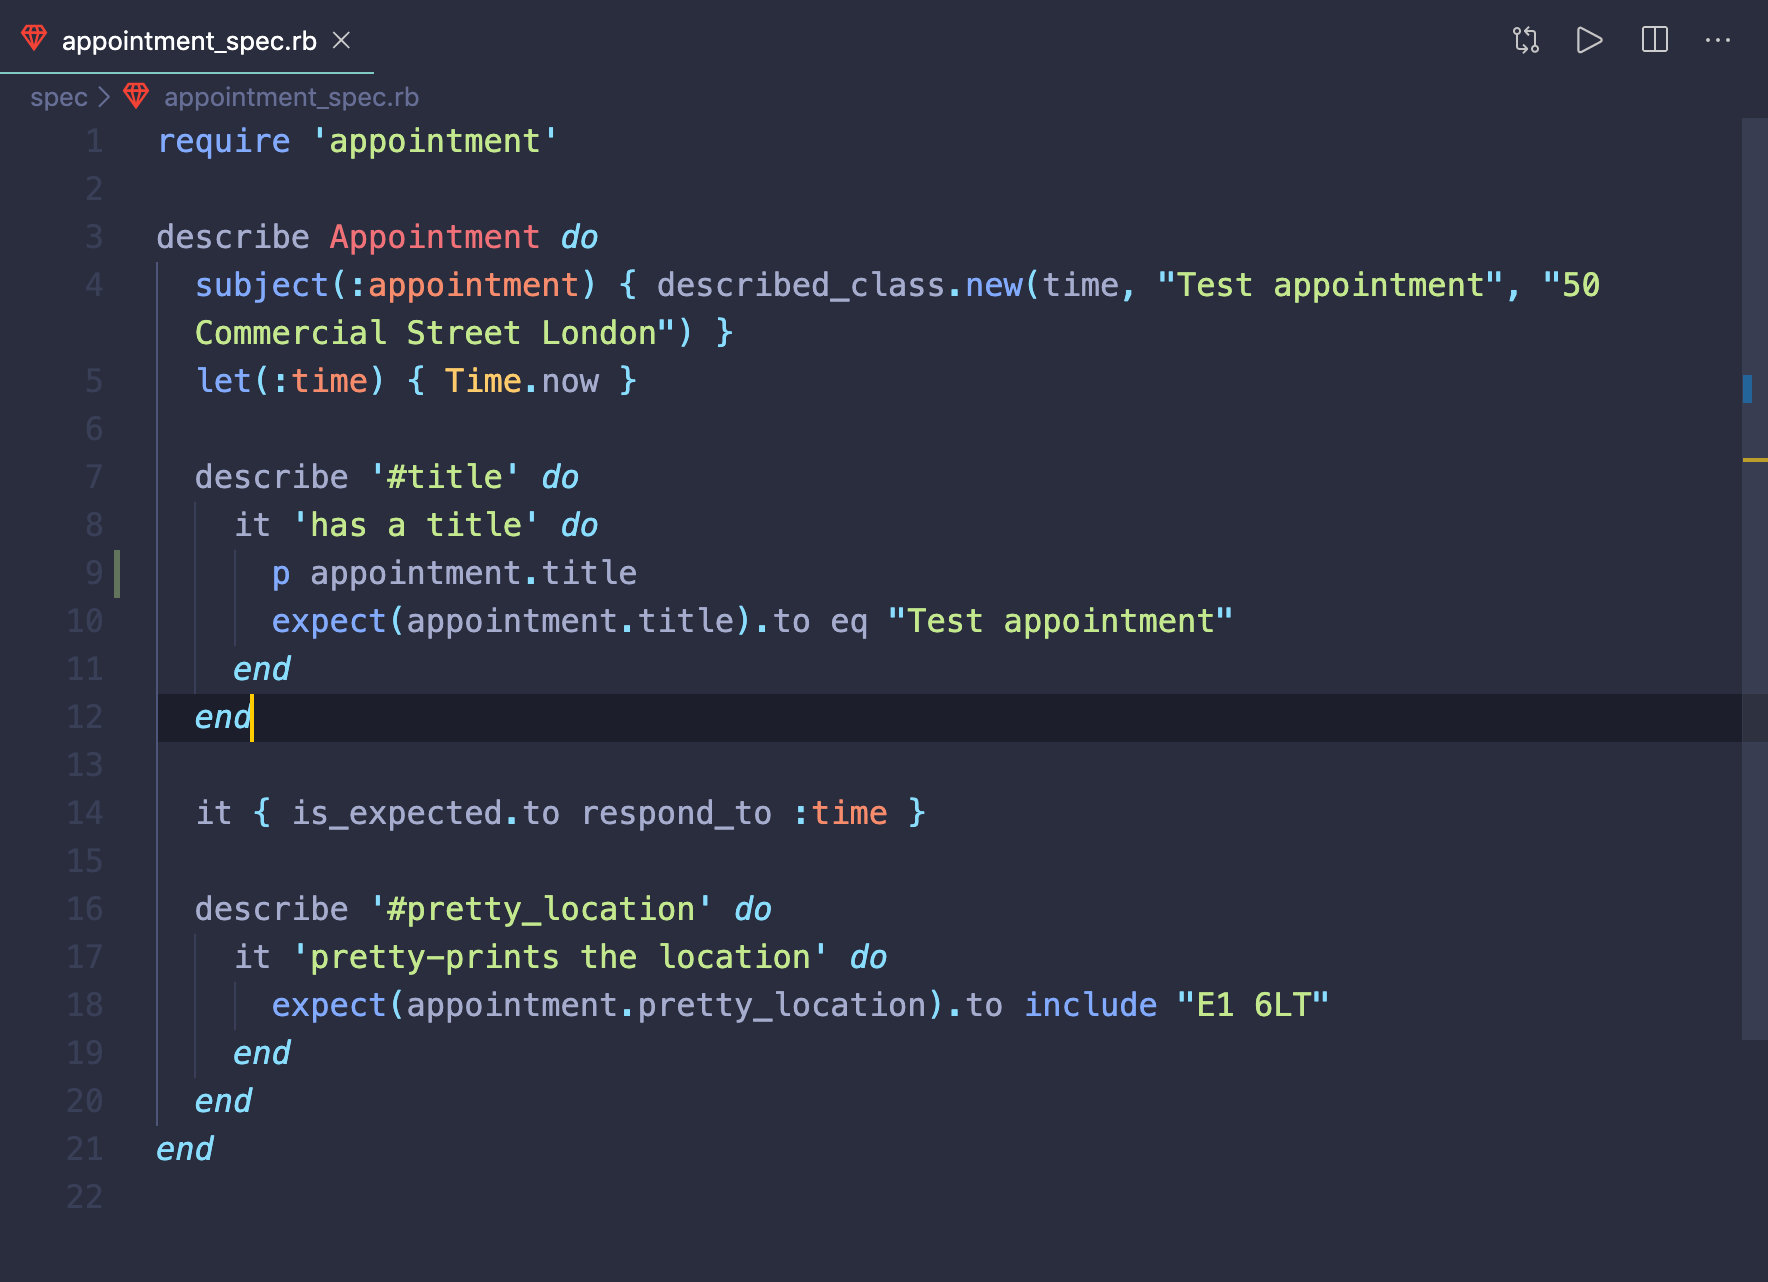 appointment_spec.rb
spec > appointment_spec.rb
1 require 'appointment'
2
3 describe Appointment do
4 subject(:appointment) { described_class.new(time, "Test appointment", "50
Commercial Street London") }
5 let(:time) { Time.now }
6
7 describe '#title' do
8 it 'has a title' do
9 p appointment.title
10 expect(appointment.title).to eq "Test appointment"
11 end
12 end
13
14 it { is_expected.to respond_to :time }
15
16 describe '#pretty_location' do
17 it 'pretty-prints the location' do
18 expect(appointment.pretty_location).to include "E1 6LT"
19 end
20 end
21 end
22